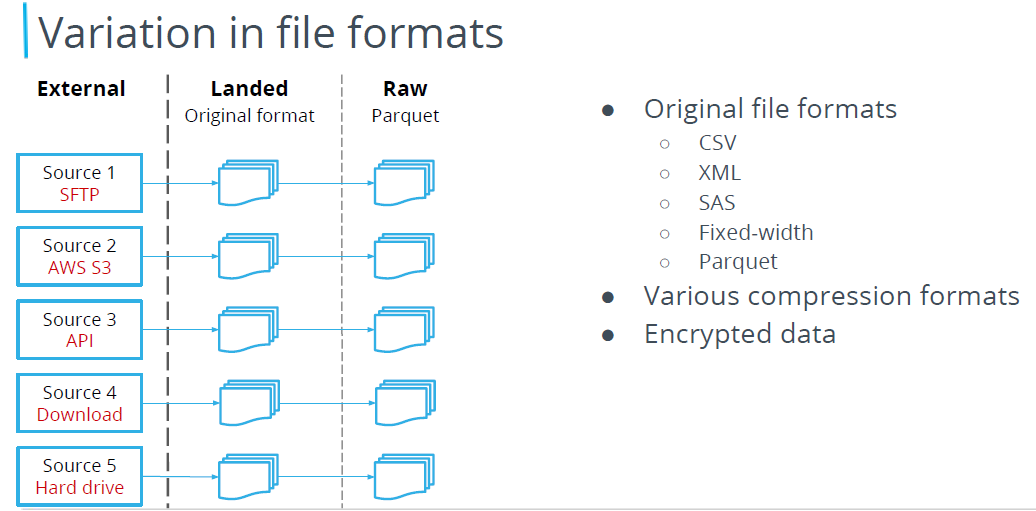 Variation in file formats
External
Landed
Original format
Raw
Parquet
Source 1
SFTP
Source 2
AWS S3
Source 3
API
Source 4
Download
Source 5
Hard drive
● Original file formats
○ CSV
○ XML
○ SAS
○ Fixed-width
○ Parquet
● Various compression formats
● Encrypted data